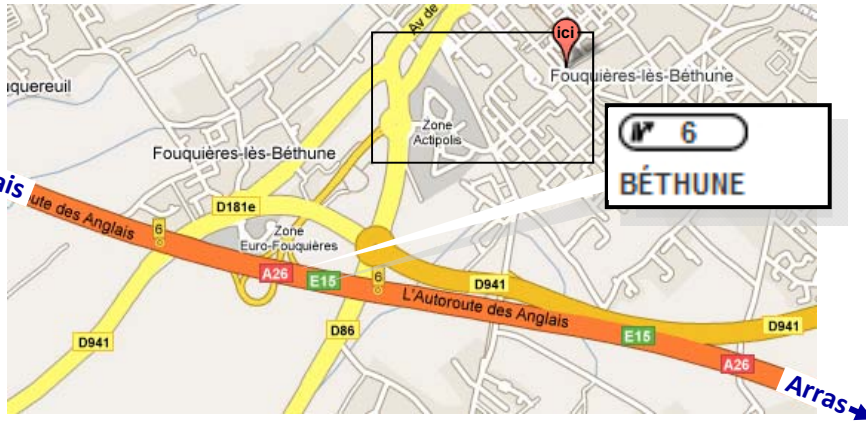 Av de
ici
Fouquières-lès-Béthune
uquereuil
Zone
Actipolis
6
BÉTHUNE
Fouquières-lès-Béthune
ais
ute des Anglais
D181e
6
Zone
Euro-Fouquières
A26
E15
6
D941
L'Autoroute des Anglais
D941
D86
E15
D941
A26
Arras